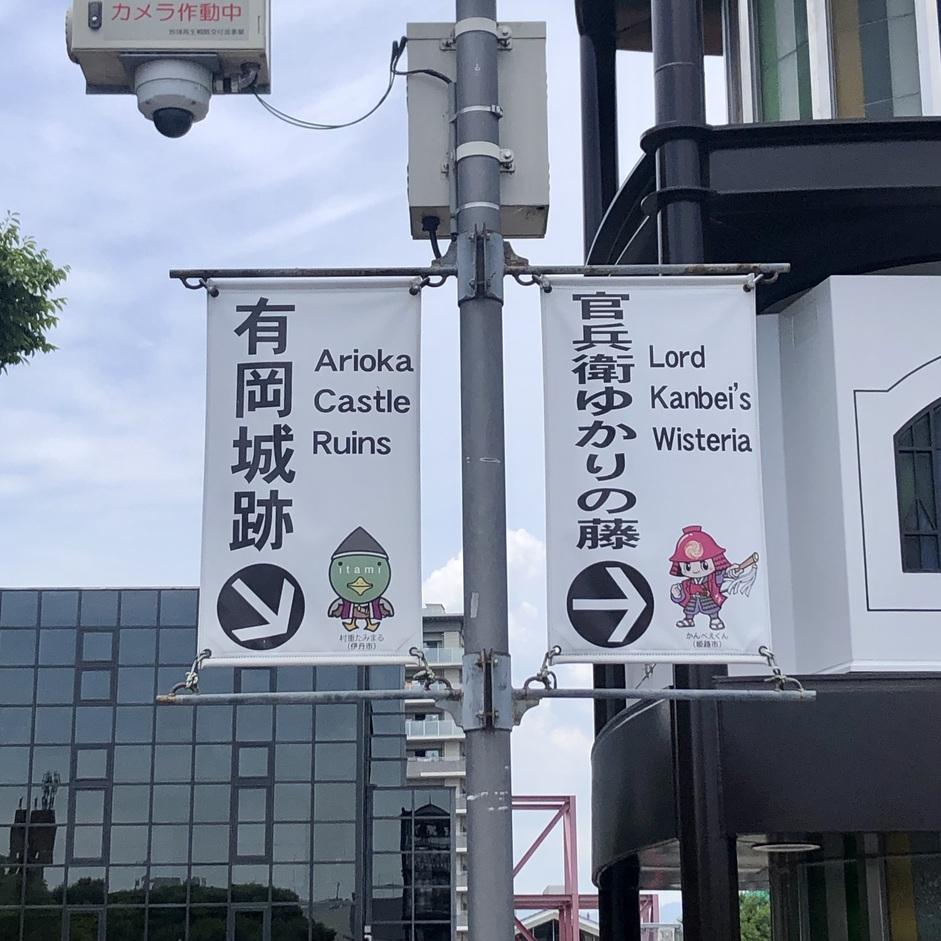 カメラ作動中
有岡城跡
Arioka
Castle
Ruins
itami
村重たみまる
(伊丹市)
官兵衛ゆかりの藤
Lord
Kanbei's
Wisteria
かんべえくん
(姫路市)